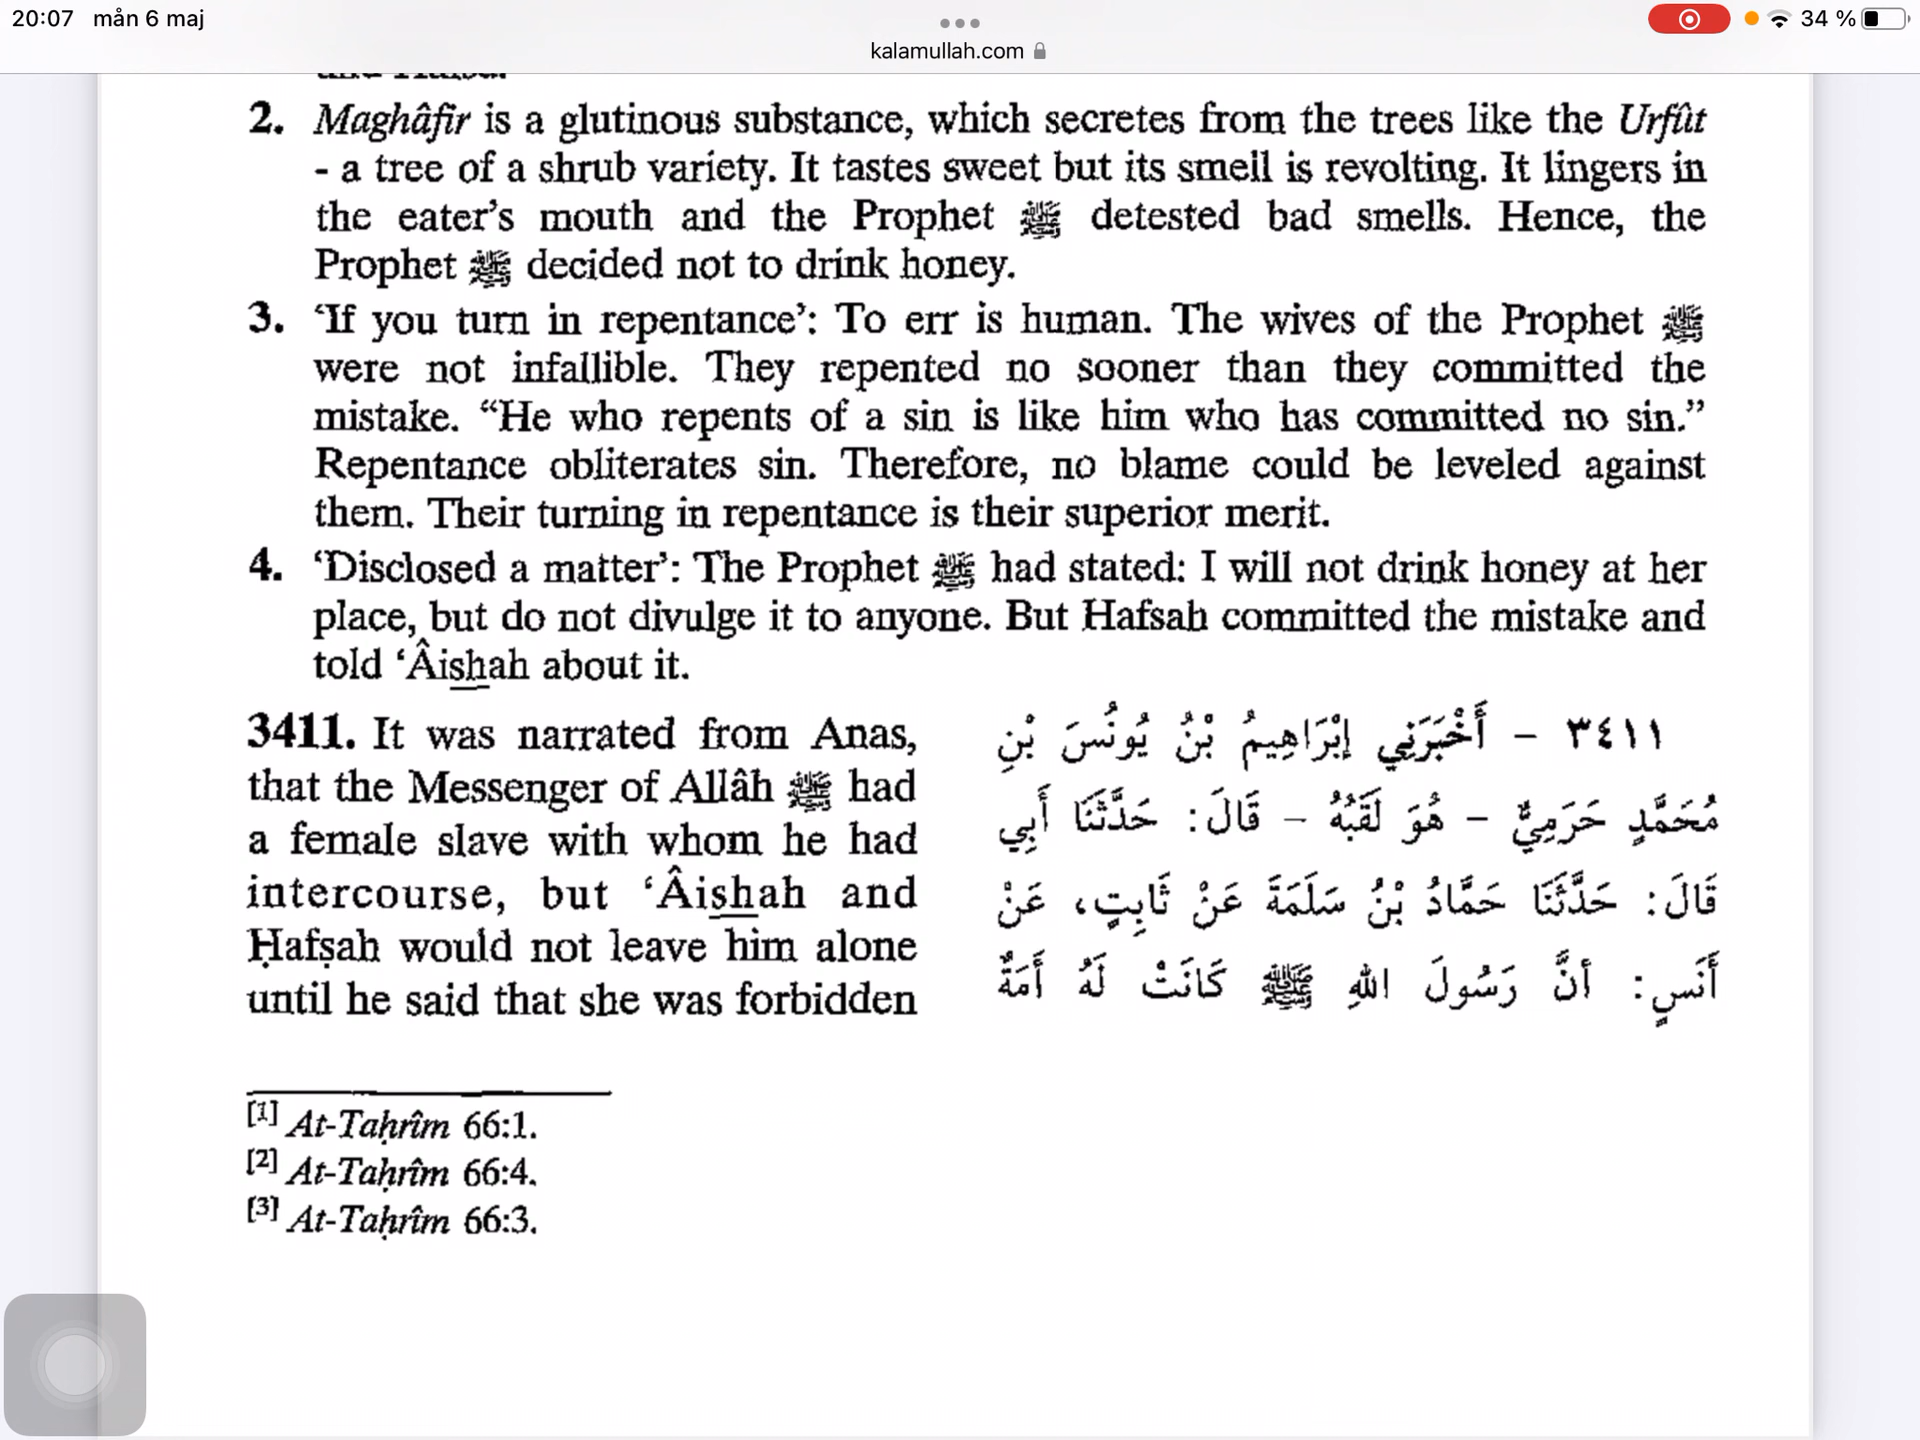 20:07 mån 6 maj
34 %
kalamullah.com
2. Maghâfir is a glutinous substance, which secretes from the trees like the Urfût
- a tree of a shrub variety. It tastes sweet but its smell is revolting. It lingers in
the eater's mouth and the Prophet ﷺ detested bad smells. Hence, the
Prophet ﷺ decided not to drink honey.
3. 'If you turn in repentance': To err is human. The wives of the Prophet ﷺ
were not infallible. They repented no sooner than they committed the
mistake. "He who repents of a sin is like him who has committed no sin."
Repentance obliterates sin. Therefore, no blame could be leveled against
them. Their turning in repentance is their superior merit.
4. 'Disclosed a matter': The Prophet ﷺ had stated: I will not drink honey at her
place, but do not divulge it to anyone. But Hafsah committed the mistake and
told 'Âishah about it.
3411. It was narrated from Anas,
that the Messenger of Allâh ﷺ had
a female slave with whom he had
intercourse, but 'Âishah and
Ḥafṣah would not leave him alone
until he said that she was forbidden
٣٤١١ – أَخْبَرَنِي إِبْرَاهِيمُ بْنُ يُونُسَ بْنِ
مُحَمَّدٍ حَرَمِيٌّ – هُوَ لَقَبُهُ – قَالَ: حَدَّثَنَا أَبِي
قَالَ: حَدَّثَنَا حَمَّادُ بْنُ سَلَمَةَ عَنْ ثَابِتٍ، عَنْ
أَنَسٍ: أَنَّ رَسُولَ اللهِ ﷺ كَانَتْ لَهُ أَمَةٌ
[1] At-Taḥrîm 66:1.
[2] At-Taḥrîm 66:4.
[3] At-Taḥrîm 66:3.